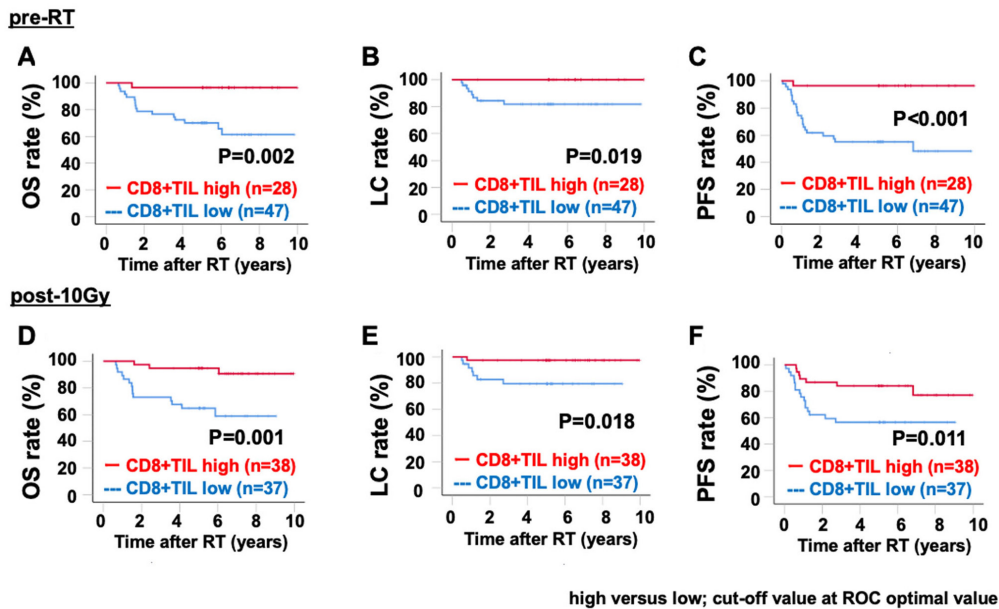 pre-RT
A
OS rate (%)
100
80
60
40
20
0
P=0.002
CD8+TIL high (n=28)
CD8+TIL low (n=47)
0 2 4 6 8 10
Time after RT (years)
B
LC rate (%)
100
80
60
40
20
0
P=0.019
CD8+TIL high (n=28)
CD8+TIL low (n=47)
0 2 4 6 8 10
Time after RT (years)
C
PFS rate (%)
100
80
60
40
20
0
P<0.001
CD8+TIL high (n=28)
CD8+TIL low (n=47)
0 2 4 6 8 10
Time after RT (years)
post-10Gy
D
OS rate (%)
100
80
60
40
20
0
P=0.001
CD8+TIL high (n=38)
CD8+TIL low (n=37)
0 2 4 6 8 10
Time after RT (years)
E
LC rate (%)
100
80
60
40
20
0
P=0.018
CD8+TIL high (n=38)
CD8+TIL low (n=37)
0 2 4 6 8 10
Time after RT (years)
F
PFS rate (%)
100
80
60
40
20
0
P=0.011
CD8+TIL high (n=38)
CD8+TIL low (n=37)
0 2 4 6 8 10
Time after RT (years)
high versus low; cut-off value at ROC optimal value